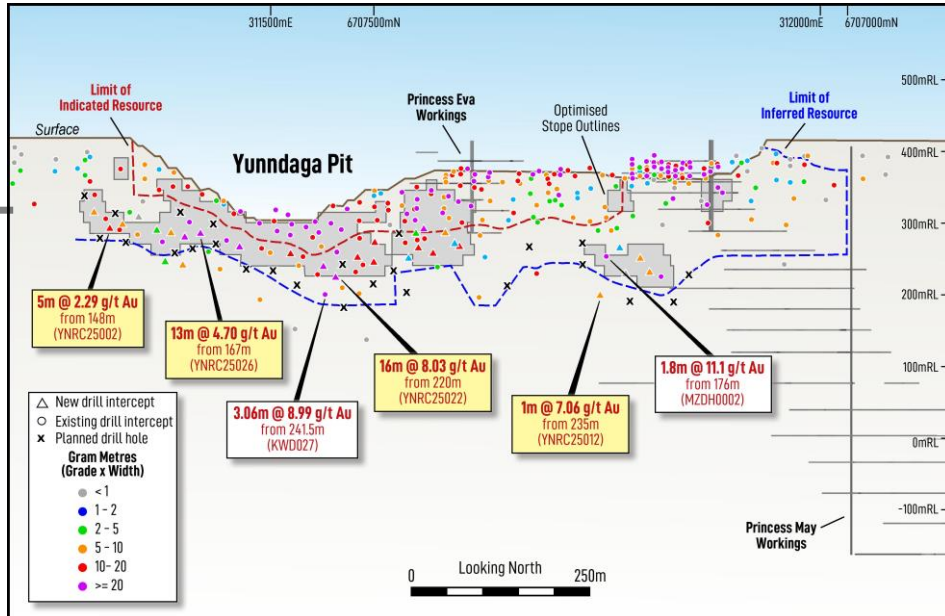 311500mE
6707500mN
312000mE
6707000mN
500mRL
400mRL
300mRL
200mRL
100mRL
0mRL
-100mRL
Limit of
Indicated Resource
Surface
Yunndaga Pit
Princess Eva
Workings
Optimised
Stope Outlines
Limit of
Inferred Resource
5m @ 2.29 g/t Au
from 148m
(YNRC25002)
13m @ 4.70 g/t Au
from 167m
(YNRC25026)
3.06m @ 8.99 g/t Au
from 241.5m
(KWD027)
16m @ 8.03 g/t Au
from 220m
(YNRC25022)
1m @ 7.06 g/t Au
from 235m
(YNRC25012)
1.8m @ 11.1 g/t Au
from 176m
(MZDH0002)
Princess May
Workings
New drill intercept
Existing drill intercept
x Planned drill hole
Gram Metres
(Grade x Width)
< 1
1 - 2
2 - 5
5 - 10
10- 20
>= 20
Looking North
0
250m